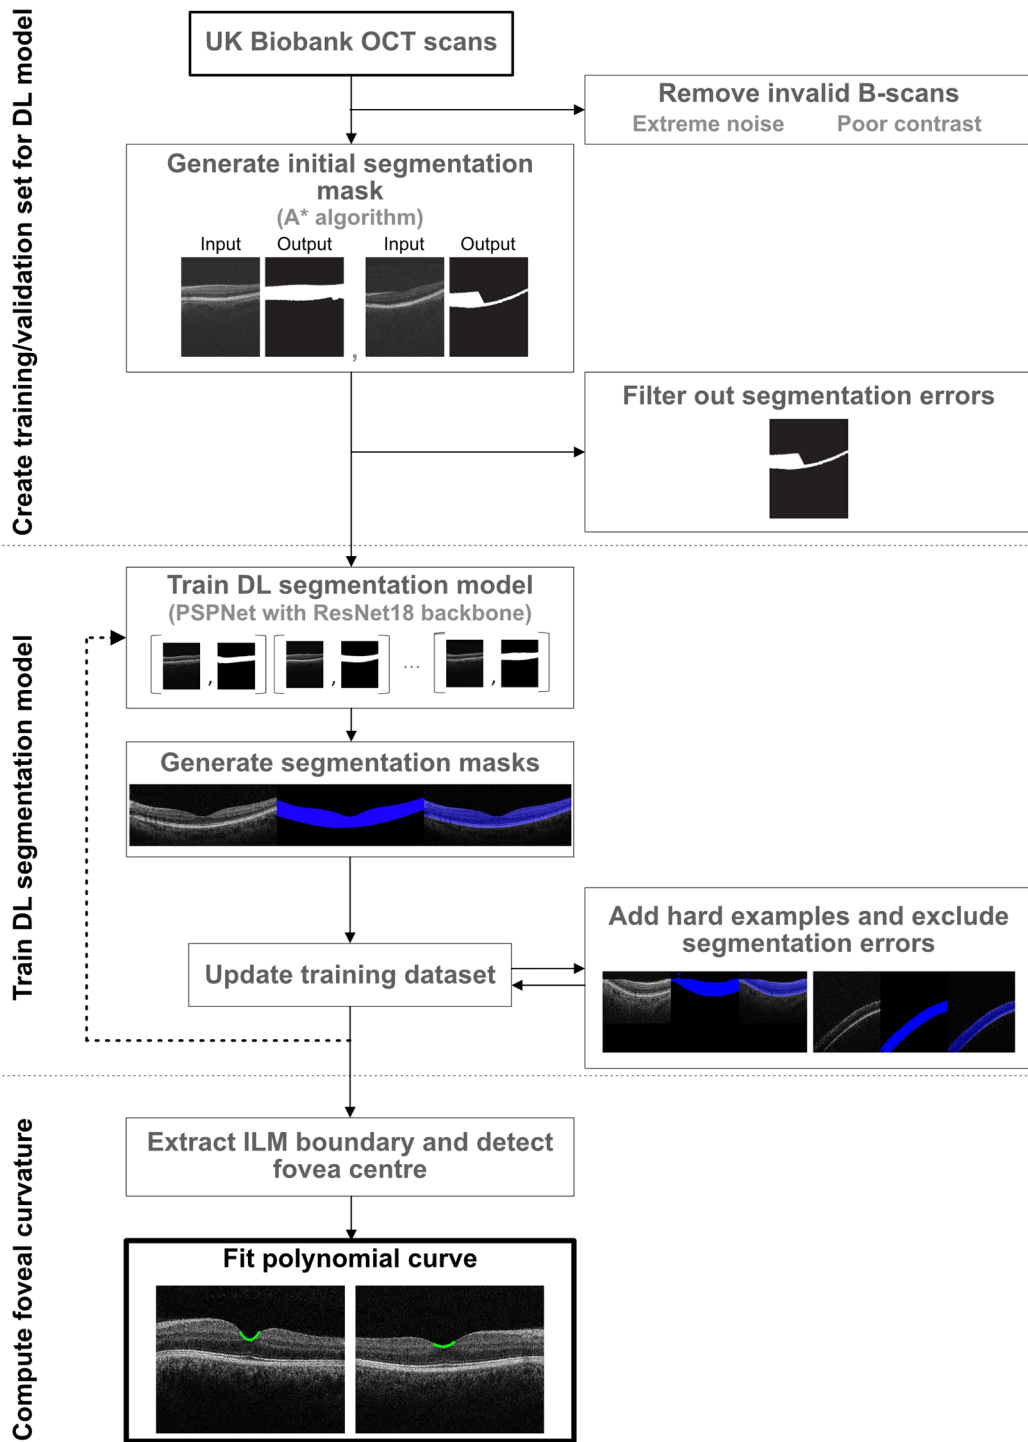 Create training/validation set for DL model
UK Biobank OCT scans
Remove invalid B-scans
Extreme noise Poor contrast
Generate initial segmentation
mask
(A* algorithm)
Input Output Input Output
,
Filter out segmentation errors
Train DL segmentation model
Train DL segmentation model
(PSPNet with ResNet18 backbone)
[ , ] [ , ] ... [ , ]
Generate segmentation masks
Update training dataset
Add hard examples and exclude
segmentation errors
Compute foveal curvature
Extract ILM boundary and detect
fovea centre
Fit polynomial curve